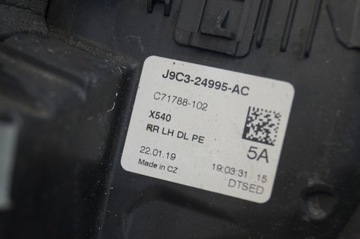 J9C3-24995-AC
C71788-102
X540
RR LH DL PE
5A
22.01.19 19:03:31 15
Made in CZ DTSED